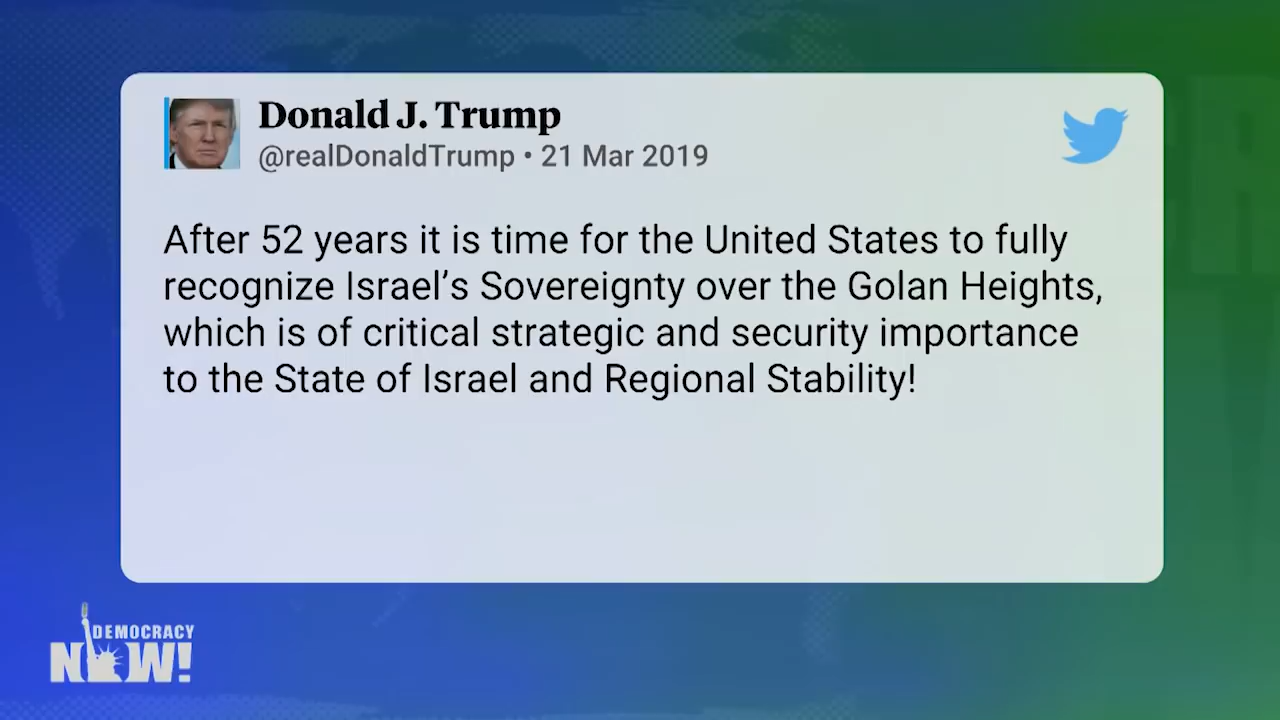 Donald J. Trump
@realDonaldTrump • 21 Mar 2019
After 52 years it is time for the United States to fully
recognize Israel’s Sovereignty over the Golan Heights,
which is of critical strategic and security importance
to the State of Israel and Regional Stability!
DEMOCRACY
NOW!